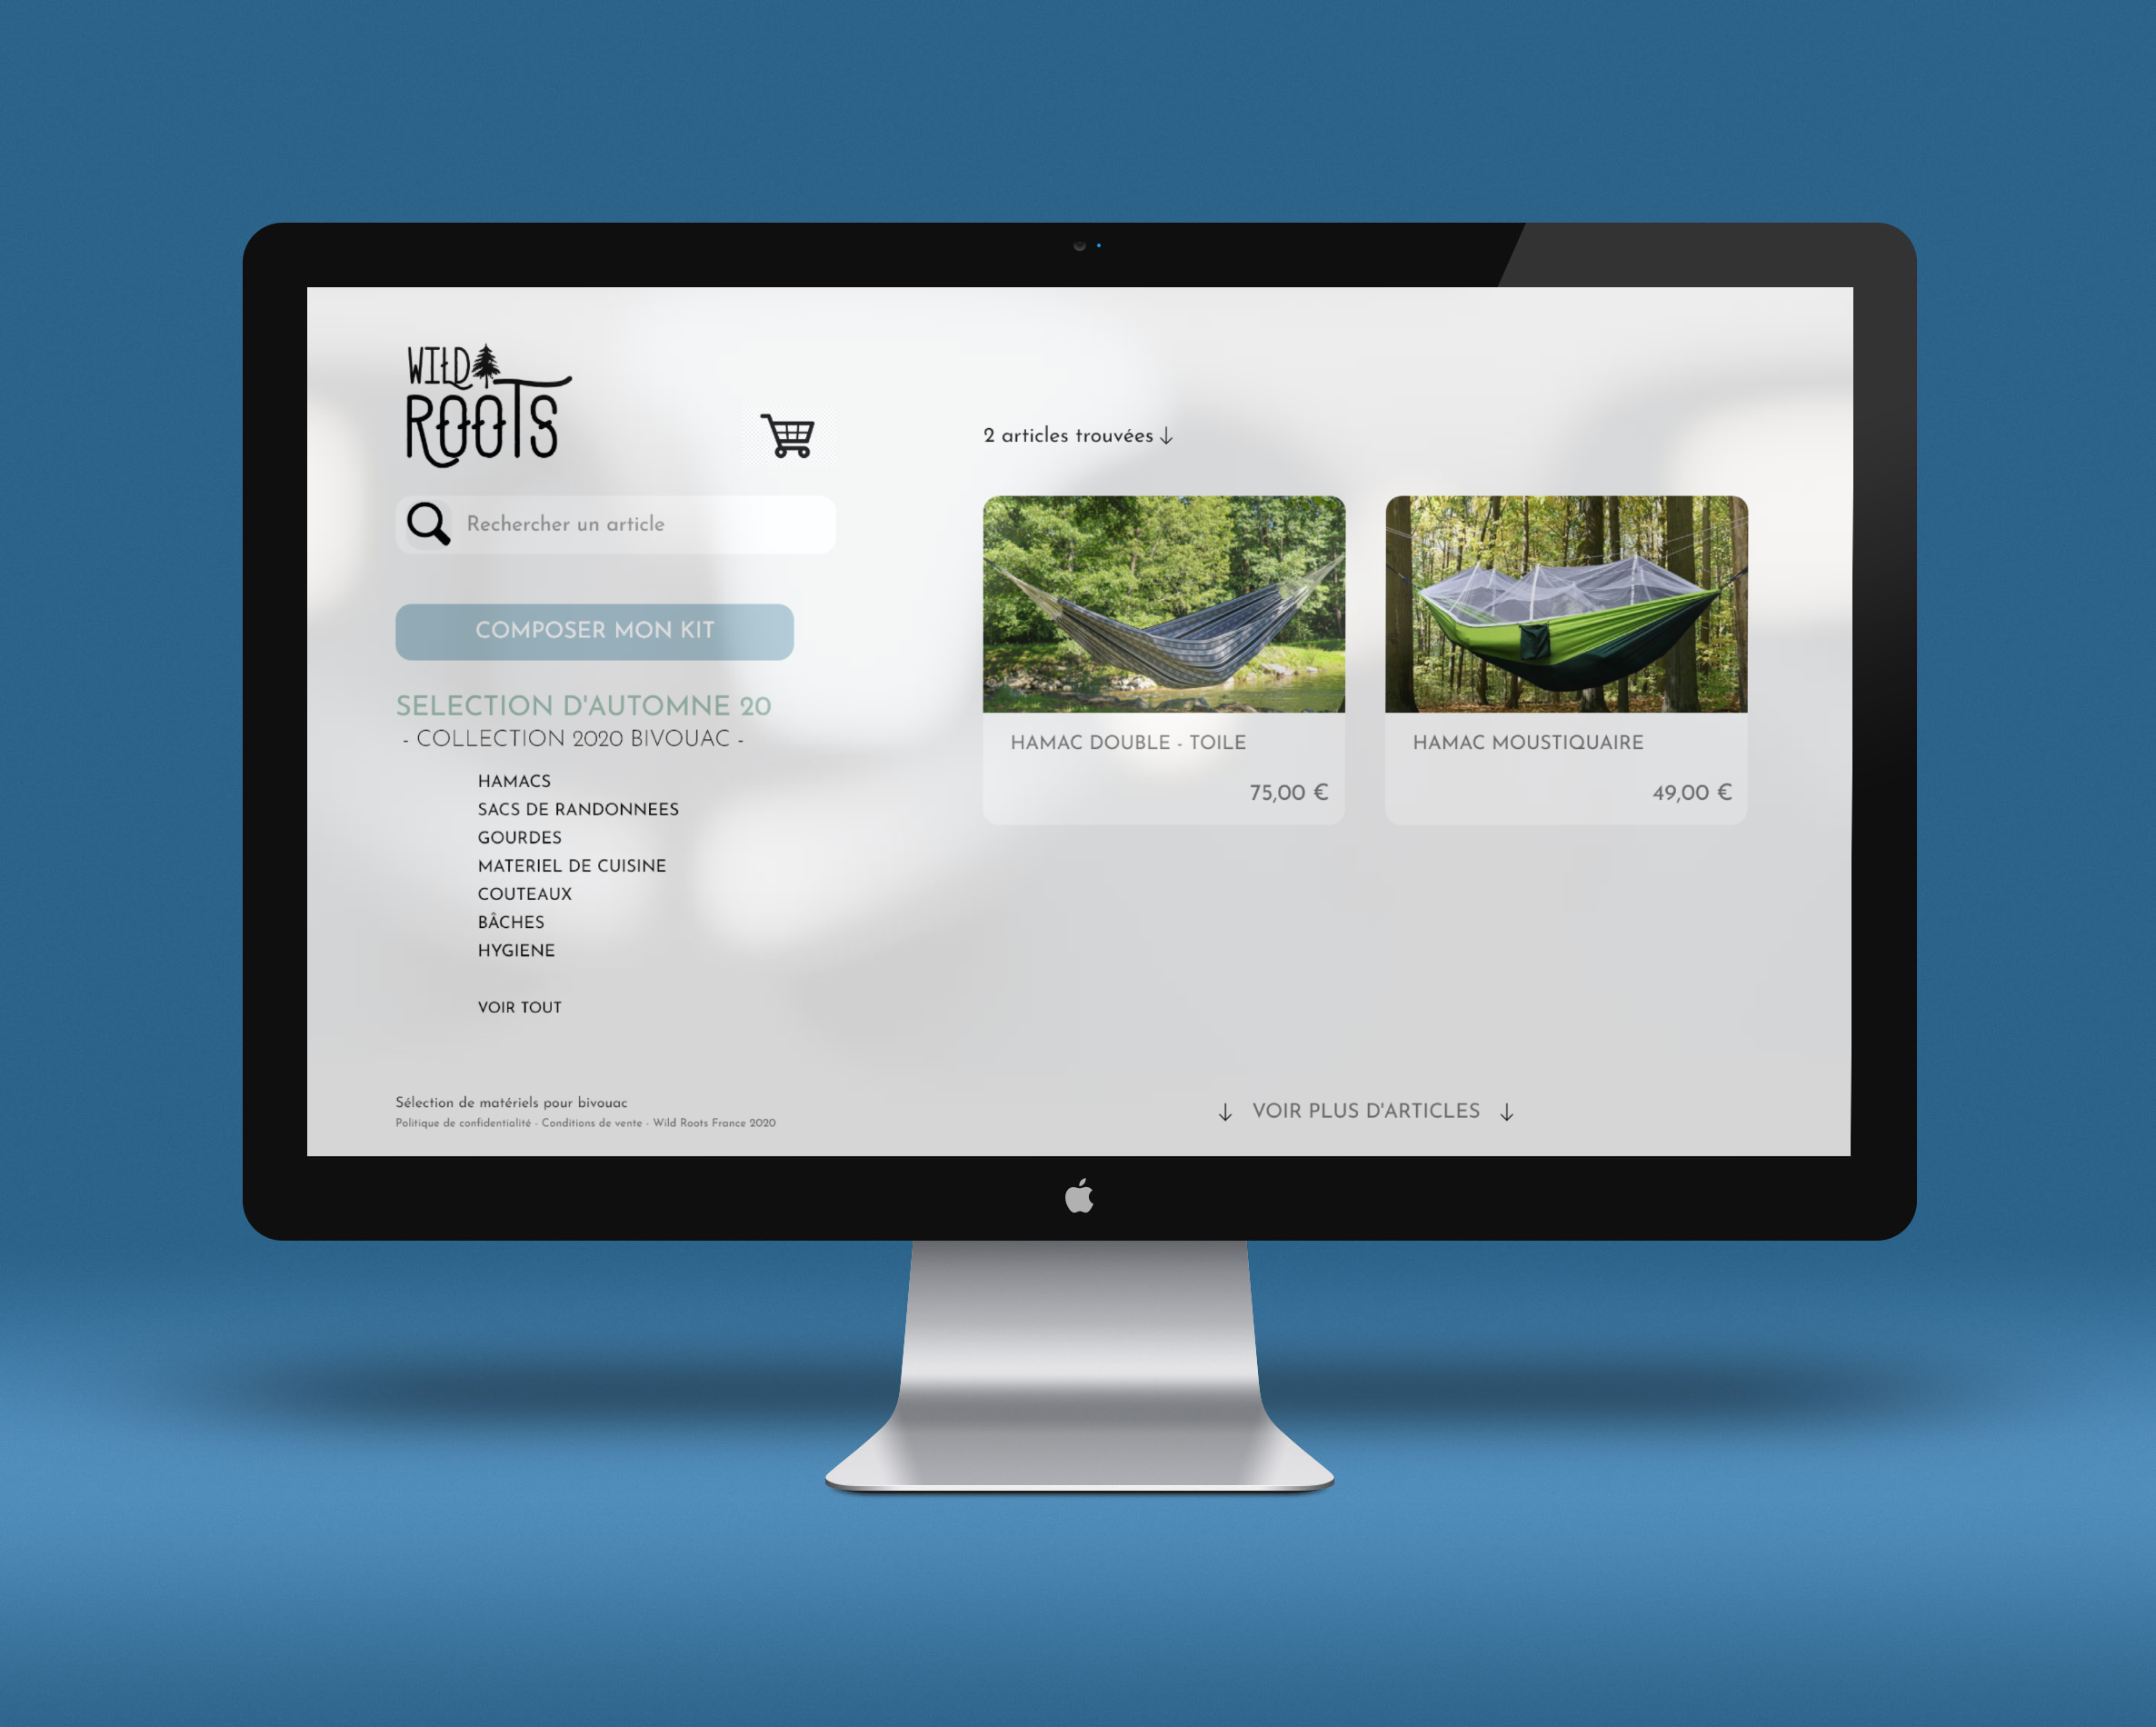 WILD
ROOTS
Rechercher un article
COMPOSER MON KIT
SELECTION D'AUTOMNE 20
- COLLECTION 2020 BIVOUAC -
HAMACS
SACS DE RANDONNEES
GOURDES
MATERIEL DE CUISINE
COUTEAUX
BÂCHES
HYGIENE
VOIR TOUT
Sélection de matériels pour bivouac
Politique de confidentialité - Conditions de vente - Wild Roots France 2020
2 articles trouvées ↓
HAMAC DOUBLE - TOILE
75,00 €
HAMAC MOUSTIQUAIRE
49,00 €
↓ VOIR PLUS D'ARTICLES ↓